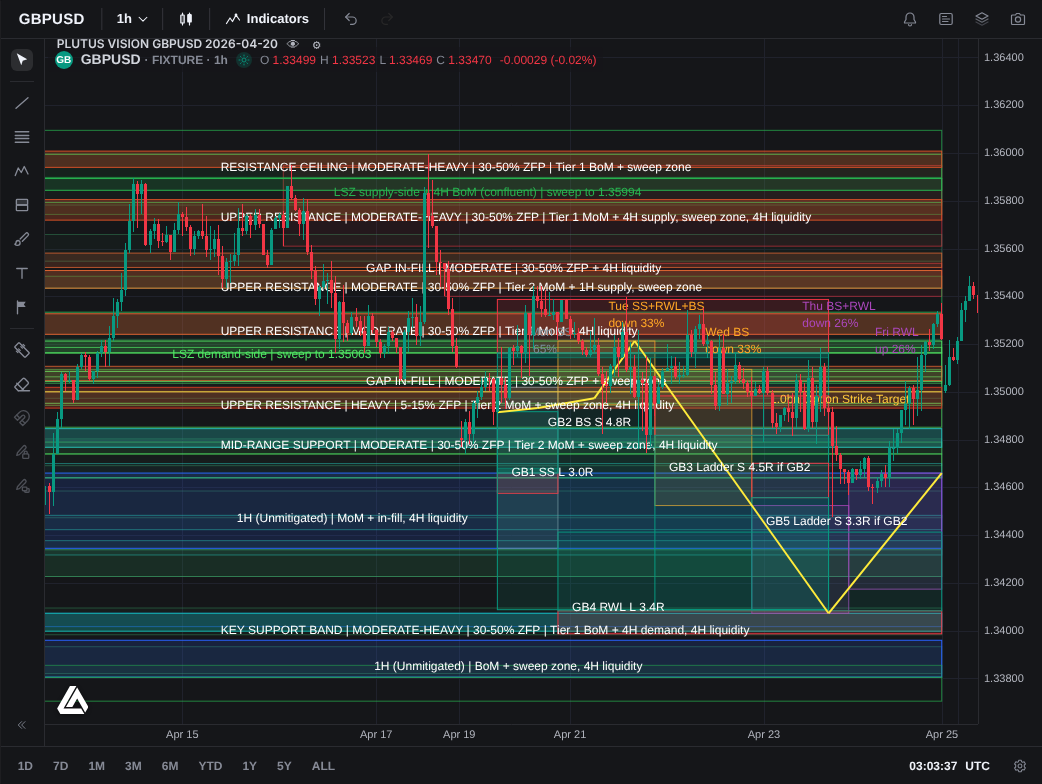 GBPUSD 1h Indicators
PLUTUS VISION GBPUSD 2026-04-20
GB GBPUSD · FIXTURE · 1h O 1.33499 H 1.33523 L 1.33469 C 1.33470 -0.00029 (-0.02%)
1.36400
1.36200
1.36000
RESISTANCE CEILING | MODERATE-HEAVY | 30-50% ZFP | Tier 1 BoM + sweep zone
LSZ supply-side + 4H BoM (confluent) | sweep to 1.35994
1.35800
UPPER RESISTANCE | MODERATE-HEAVY | 30-50% ZFP | Tier 1 MoM + 4H supply, sweep zone, 4H liquidity
1.35600
GAP IN-FILL | MODERATE | 30-50% ZFP + 4H liquidity
UPPER RESISTANCE | MODERATE | 30-50% ZFP | Tier 2 MoM + 1H supply, sweep zone
1.35400
Tue SS+RWL+BS
down 33%
Thu BS+RWL
down 26%
UPPER RESISTANCE | MODERATE | 30-50% ZFP | Tier 1 MoM + 4H liquidity
Wed BS
down 33%
Fri RWL
up 26%
65%
1.35200
LSZ demand-side | sweep to 1.35063
GAP IN-FILL | MODERATE | 30-50% ZFP + sweep zone
1.35000
Option Strike Target
UPPER RESISTANCE | HEAVY | 5-15% ZFP | Tier 2 MoM + sweep zone, 4H liquidity
GB2 BS S 4.8R
1.34800
MID-RANGE SUPPORT | MODERATE | 30-50% ZFP | Tier 2 MoM + sweep zone, 4H liquidity
GB1 SS L 3.0R
GB3 Ladder S 4.5R if GB2
1.34600
1H (Unmitigated) | MoM + in-fill, 4H liquidity
GB5 Ladder S 3.3R if GB2
1.34400
1.34200
GB4 RWL L 3.4R
KEY SUPPORT BAND | MODERATE-HEAVY | 30-50% ZFP | Tier 1 BoM + 4H demand, 4H liquidity
1.34000
1H (Unmitigated) | BoM + sweep zone, 4H liquidity
1.33800
Apr 15 Apr 17 Apr 19 Apr 21 Apr 23 Apr 25
1D 7D 1M 3M 6M YTD 1Y 5Y ALL 03:03:37 UTC